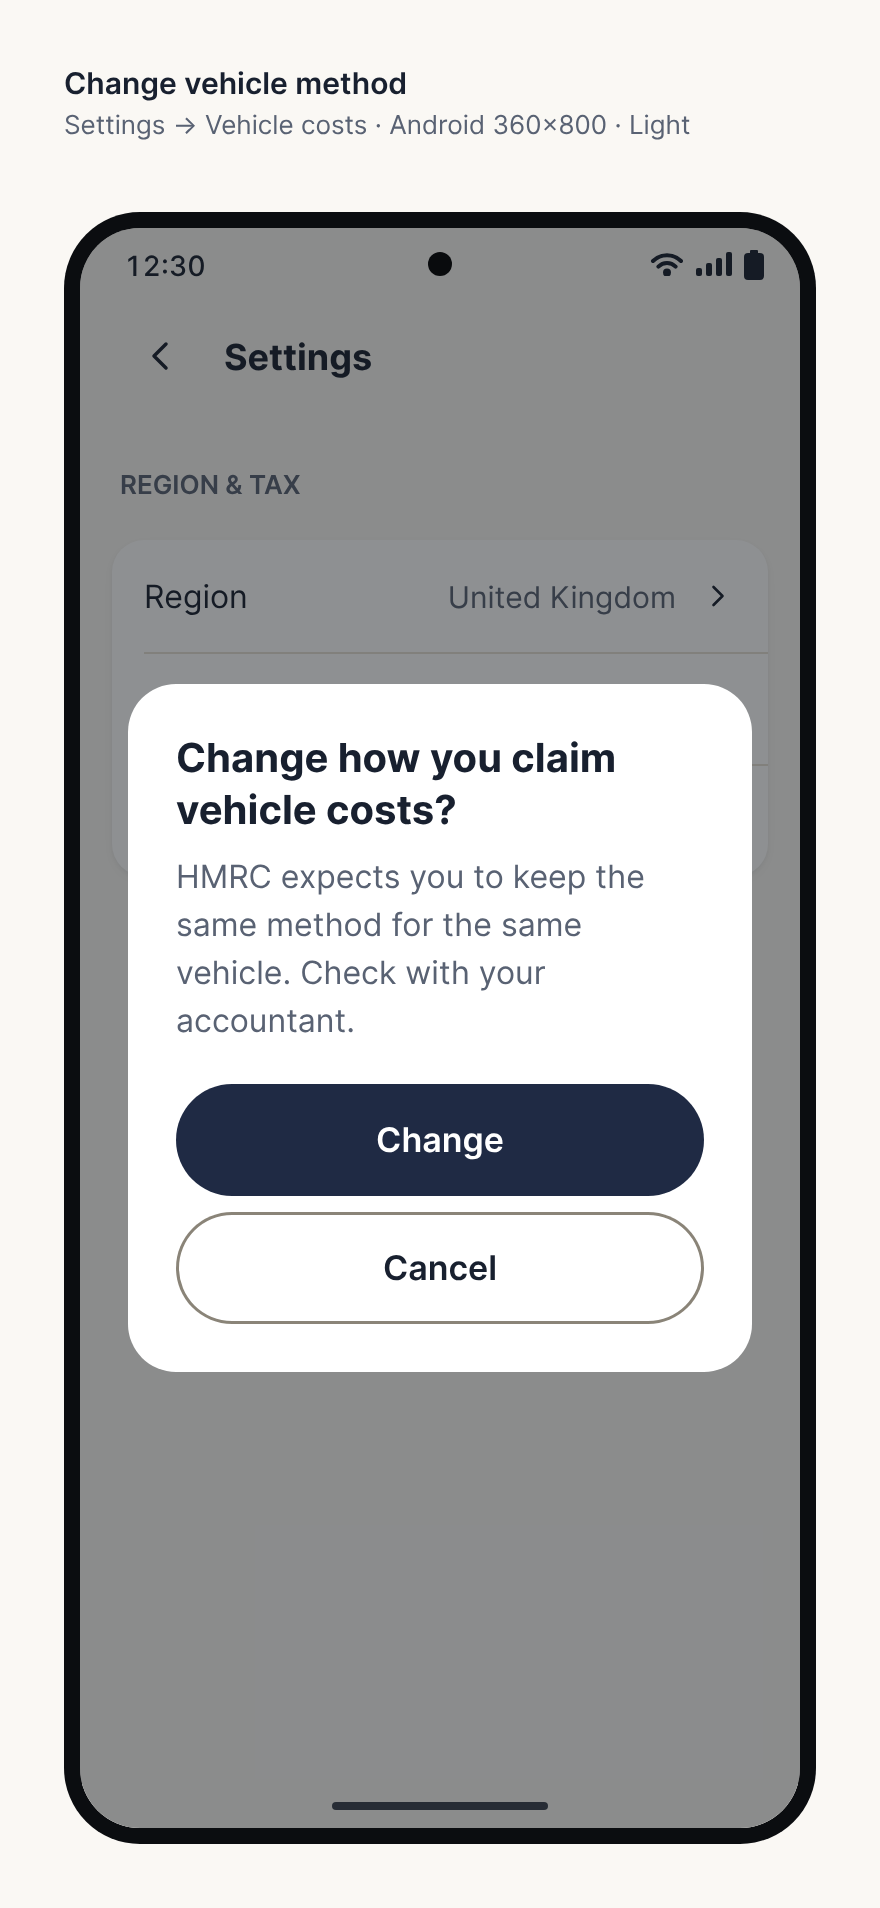 Change vehicle method
Settings → Vehicle costs · Android 360×800 · Light
12:30
Settings
REGION & TAX
Region United Kingdom
Change how you claim
vehicle costs?
HMRC expects you to keep the
same method for the same
vehicle. Check with your
accountant.
Change
Cancel